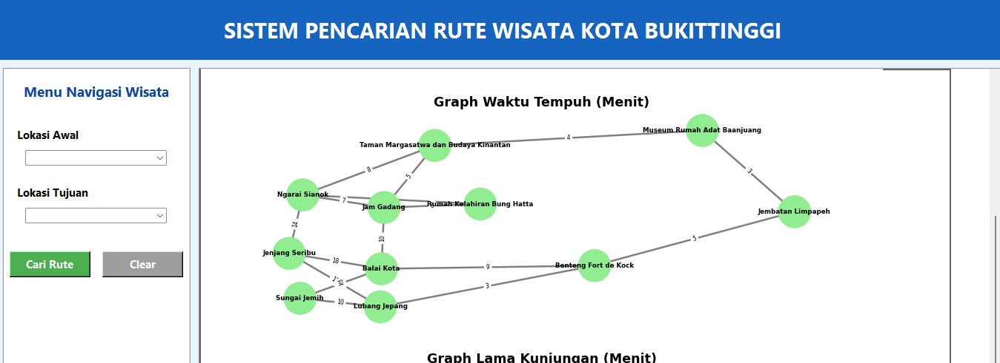 SISTEM PENCARIAN RUTE WISATA KOTA BUKITTINGGI
Menu Navigasi Wisata
Lokasi Awal
Lokasi Tujuan
Cari Rute
Clear
Graph Waktu Tempuh (Menit)
Museum Rumah Adat Baanjuang
4
Taman Margasatwa dan Budaya Kinantan
8
5
3
Ngarai Sianok
7
Jam Gadang
Rumah Kelahiran Bung Hatta
Jembatan Limpapeh
14
10
5
Jenjang Seribu
18
Balai Kota
9
Benteng Fort de Kock
3
Sungai Jemih
10
Lubang Jepang
Graph Lama Kunjungan (Menit)